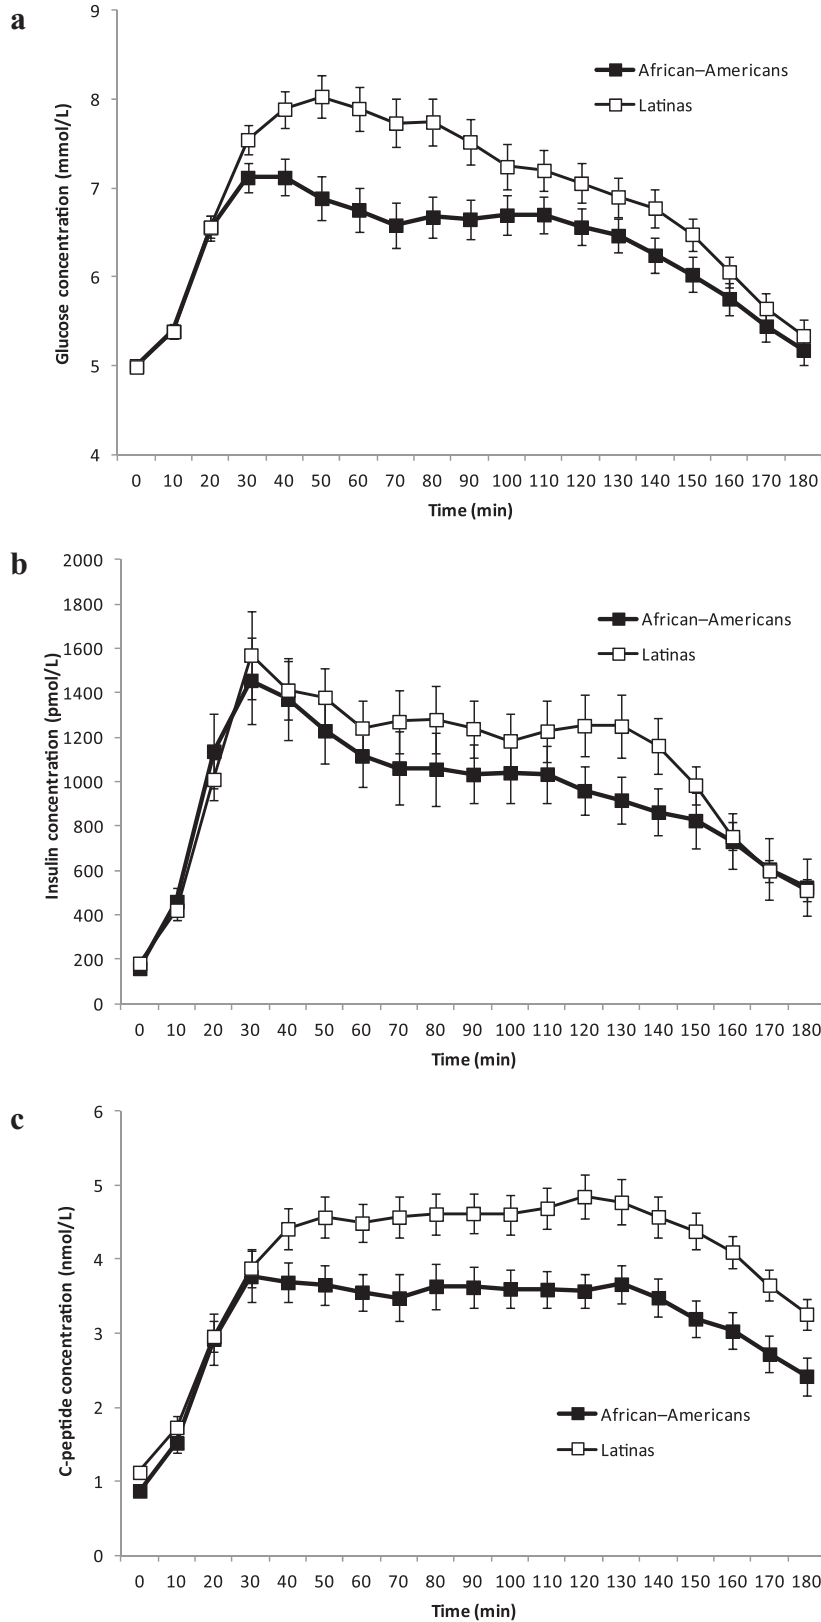 a
Glucose concentration (mmol/L)
9
8
7
6
5
4
African–Americans
Latinas
0 10 20 30 40 50 60 70 80 90 100 110 120 130 140 150 160 170 180
Time (min)
b
Insulin concentration (pmol/L)
2000
1800
1600
1400
1200
1000
800
600
400
200
0
African–Americans
Latinas
0 10 20 30 40 50 60 70 80 90 100 110 120 130 140 150 160 170 180
Time (min)
c
C-peptide concentration (nmol/L)
6
5
4
3
2
1
0
African–Americans
Latinas
0 10 20 30 40 50 60 70 80 90 100 110 120 130 140 150 160 170 180
Time (min)